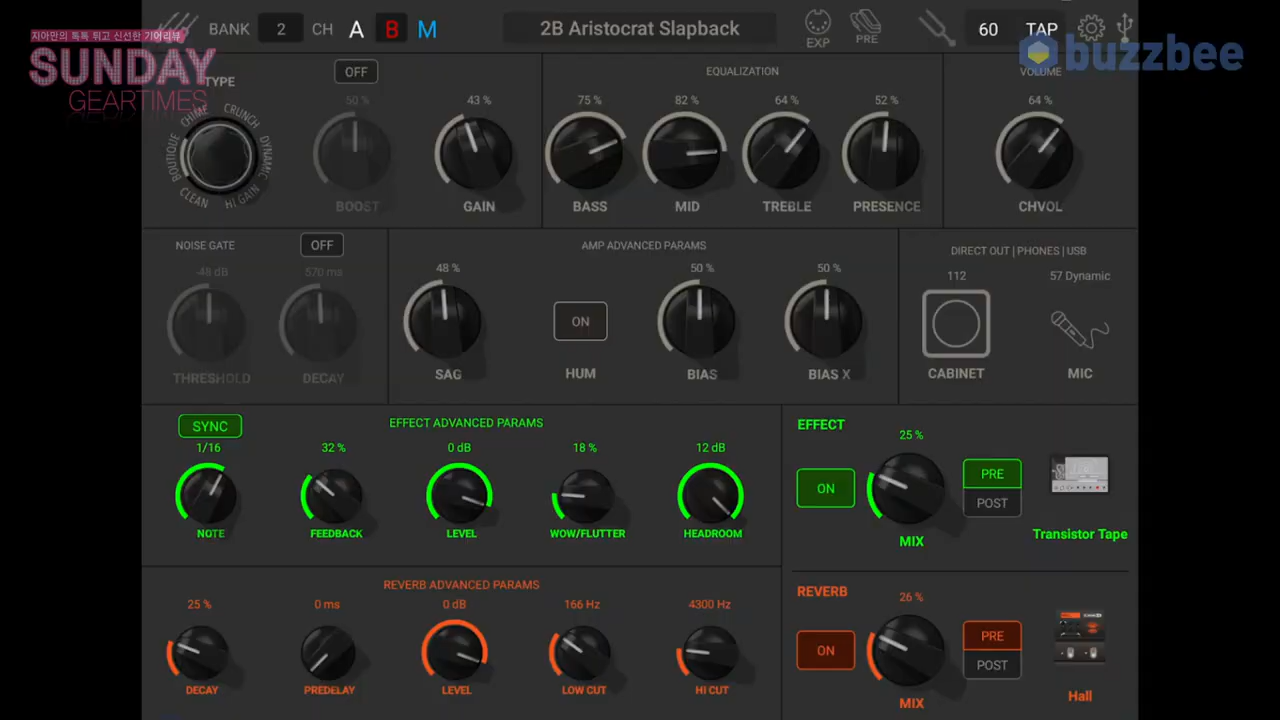 BANK 2 CH A B M 2B Aristocrat Slapback EXP PRE 60 TAP
지아만의 톡톡 튀고 신선한 기어리뷰
SUNDAY
GEARTIMES
buzzbee
TYPE OFF EQUALIZATION VOLUME
50 % 43 % 75 % 82 % 64 % 52 % 64 %
BOUTIQUE CHIME CRUNCH DYNAMIC HI GAIN CLEAN
BOOST GAIN BASS MID TREBLE PRESENCE CHVOL
NOISE GATE OFF AMP ADVANCED PARAMS DIRECT OUT | PHONES | USB
-48 dB 570 ms 48 % 50 % 50 % 112 57 Dynamic
ON
THRESHOLD DECAY SAG HUM BIAS BIAS X CABINET MIC
SYNC EFFECT ADVANCED PARAMS EFFECT
1/16 32 % 0 dB 18 % 12 dB 25 %
ON PRE
POST
NOTE FEEDBACK LEVEL WOW/FLUTTER HEADROOM MIX Transistor Tape
REVERB ADVANCED PARAMS REVERB
25 % 0 ms 0 dB 166 Hz 4300 Hz 26 %
ON PRE
POST
DECAY PREDELAY LEVEL LOW CUT HI CUT MIX Hall